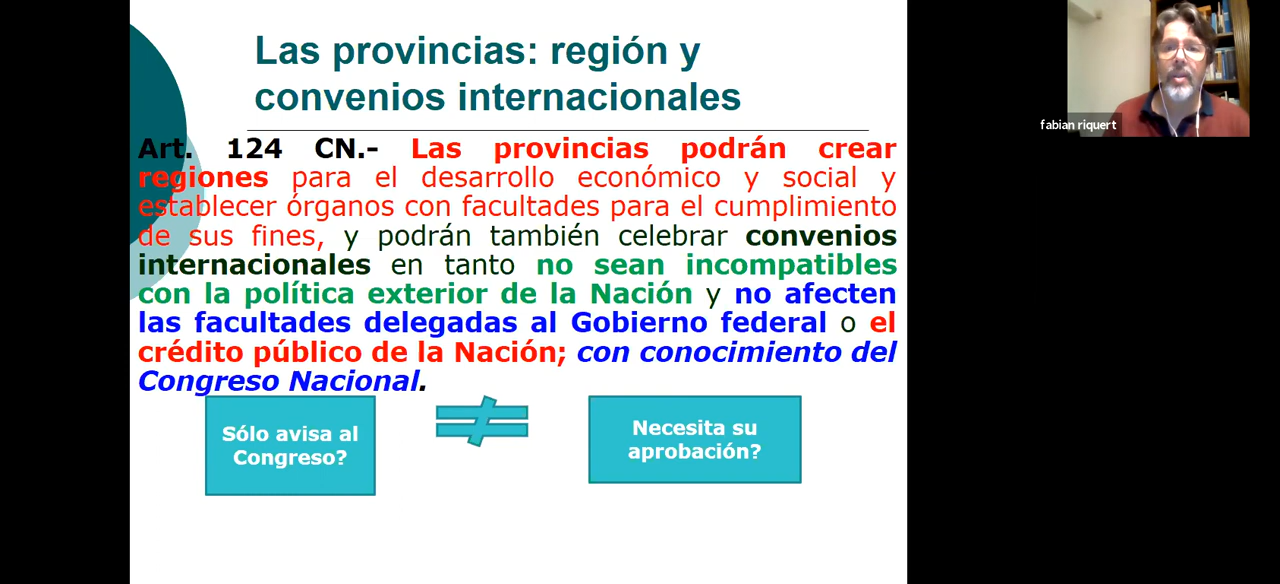 Las provincias: región y
convenios internacionales
fabian riquert
Art. 124 CN.- Las provincias podrán crear
regiones para el desarrollo económico y social y
establecer órganos con facultades para el cumplimiento
de sus fines, y podrán también celebrar convenios
internacionales en tanto no sean incompatibles
con la política exterior de la Nación y no afecten
las facultades delegadas al Gobierno federal o el
crédito público de la Nación; con conocimiento del
Congreso Nacional.
Sólo avisa al
Congreso?
≠
Necesita su
aprobación?